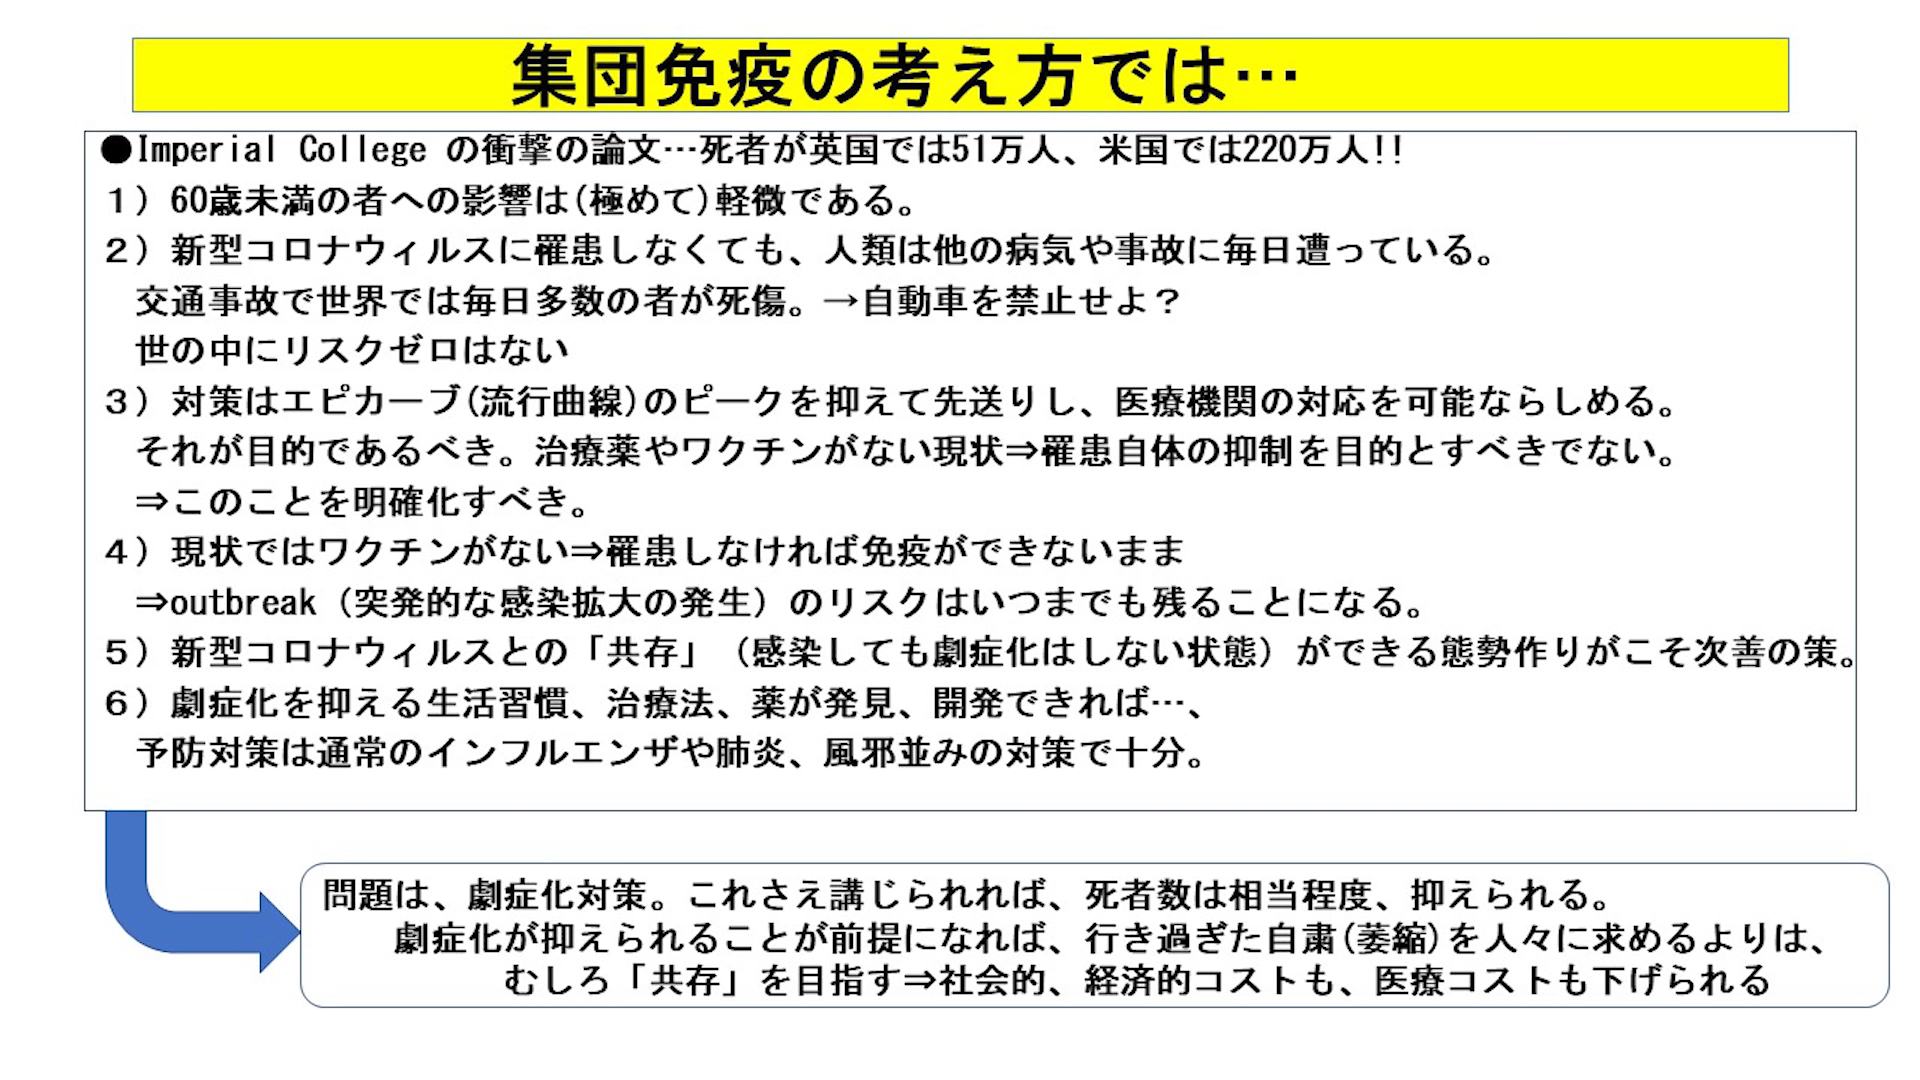 集団免疫の考え方では…
●Imperial College の衝撃の論文…死者が英国では51万人、米国では220万人!!
１）60歳未満の者への影響は(極めて)軽微である。
２）新型コロナウィルスに罹患しなくても、人類は他の病気や事故に毎日遭っている。
交通事故で世界では毎日多数の者が死傷。→自動車を禁止せよ？
世の中にリスクゼロはない
３）対策はエピカーブ(流行曲線)のピークを抑えて先送りし、医療機関の対応を可能ならしめる。
それが目的であるべき。治療薬やワクチンがない現状⇒罹患自体の抑制を目的とすべきでない。
⇒このことを明確化すべき。
４）現状ではワクチンがない⇒罹患しなければ免疫ができないまま
⇒outbreak（突発的な感染拡大の発生）のリスクはいつまでも残ることになる。
５）新型コロナウィルスとの「共存」（感染しても劇症化はしない状態）ができる態勢作りがこそ次善の策。
６）劇症化を抑える生活習慣、治療法、薬が発見、開発できれば…、
予防対策は通常のインフルエンザや肺炎、風邪並みの対策で十分。
問題は、劇症化対策。これさえ講じられれば、死者数は相当程度、抑えられる。
劇症化が抑えられることが前提になれば、行き過ぎた自粛(萎縮)を人々に求めるよりは、
むしろ「共存」を目指す⇒社会的、経済的コストも、医療コストも下げられる